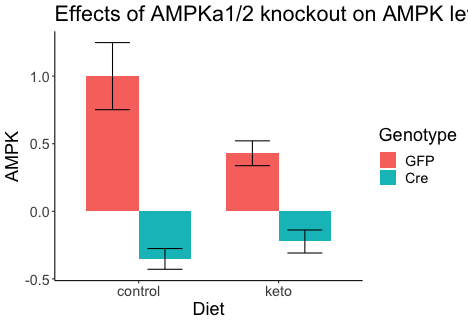 Effects of AMPKa1/2 knockout on AMPK le
AMPK
1.0
0.5
0.0
-0.5
control
keto
Diet
Genotype
GFP
Cre